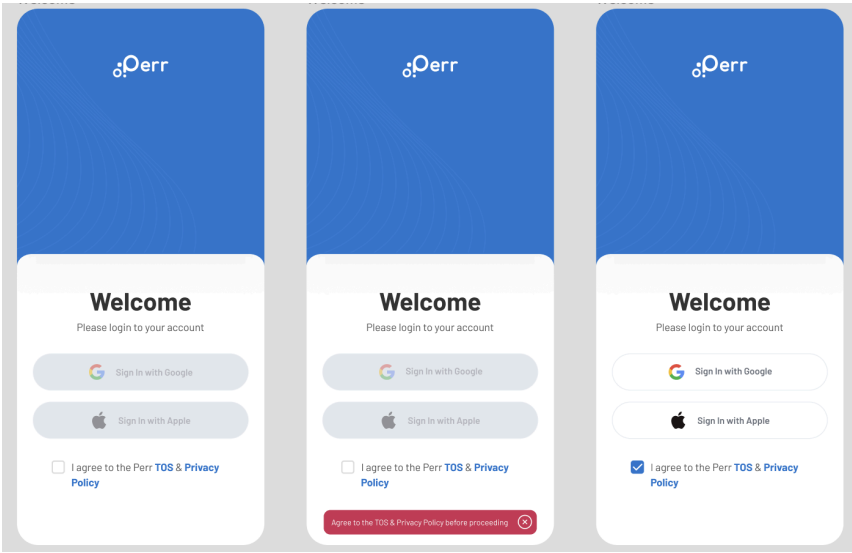 Perr
Welcome
Please login to your account
Sign In with Google
Sign In with Apple
I agree to the Perr TOS & Privacy
Policy
Perr
Welcome
Please login to your account
Sign In with Google
Sign In with Apple
I agree to the Perr TOS & Privacy
Policy
Agree to the TOS & Privacy Policy before proceeding
Perr
Welcome
Please login to your account
Sign In with Google
Sign In with Apple
I agree to the Perr TOS & Privacy
Policy